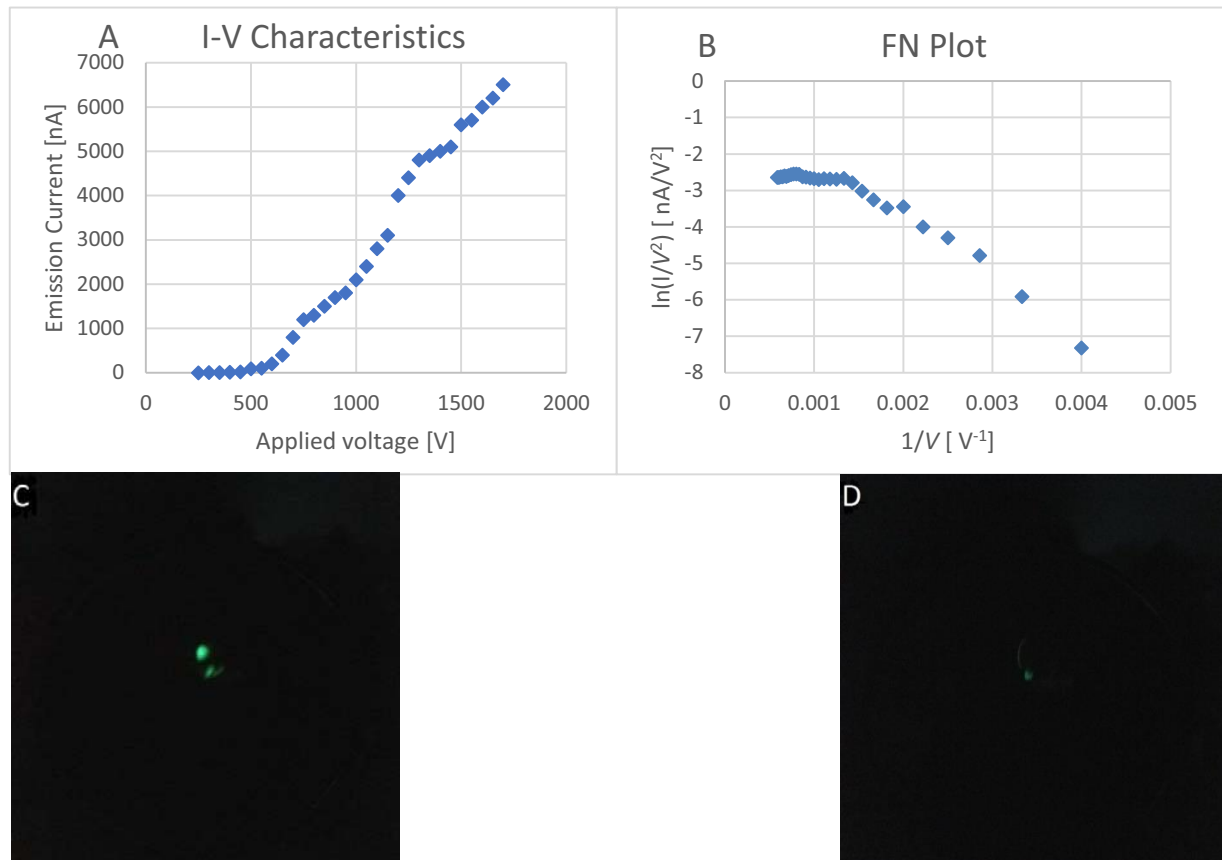 A I-V Characteristics
7000
6000
5000
4000
3000
2000
1000
0
Emission Current [nA]
0 500 1000 1500 2000
Applied voltage [V]
B FN Plot
0
-1
-2
-3
-4
-5
-6
-7
-8
ln(I/V²) [ nA/V²]
0 0.001 0.002 0.003 0.004 0.005
1/V [ V⁻¹]
C
D